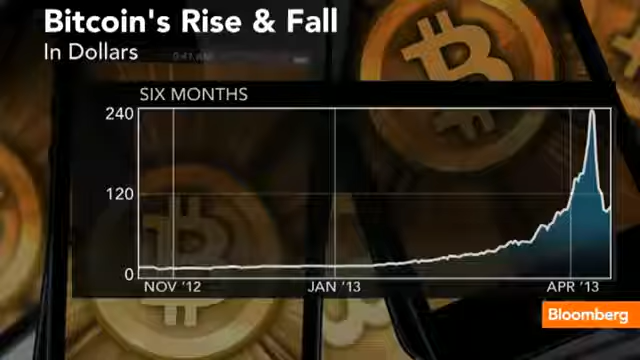 Bitcoin's Rise & Fall
In Dollars
SIX MONTHS
240
120
0
NOV '12 JAN '13 APR '13
Bloomberg